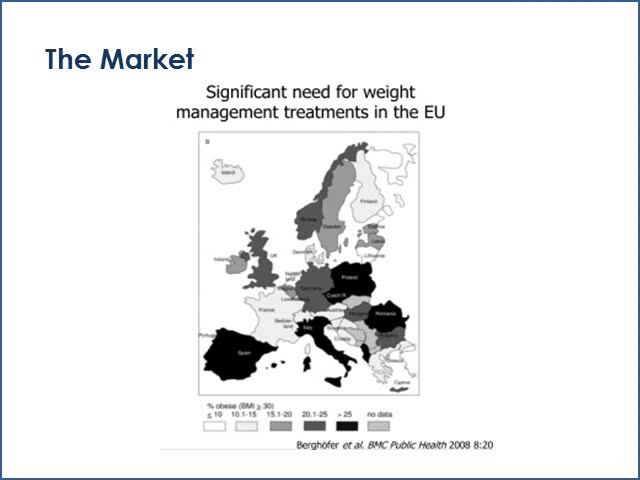 The Market
Significant need for weight
management treatments in the EU
B
Island
Finland
Norway
Sweden
Estonia
Latvia
Lithuania
Denmark
Ireland
UK
Poland
Germany
Czech R.
France
Romania
Italy
Croatia
Portugal
Spain
Greece
Cyprus
% obese (BMI ≥ 30)
≤ 10 10.1-15 15.1-20 20.1-25 > 25 no data
Berghöfer et al. BMC Public Health 2008 8:20